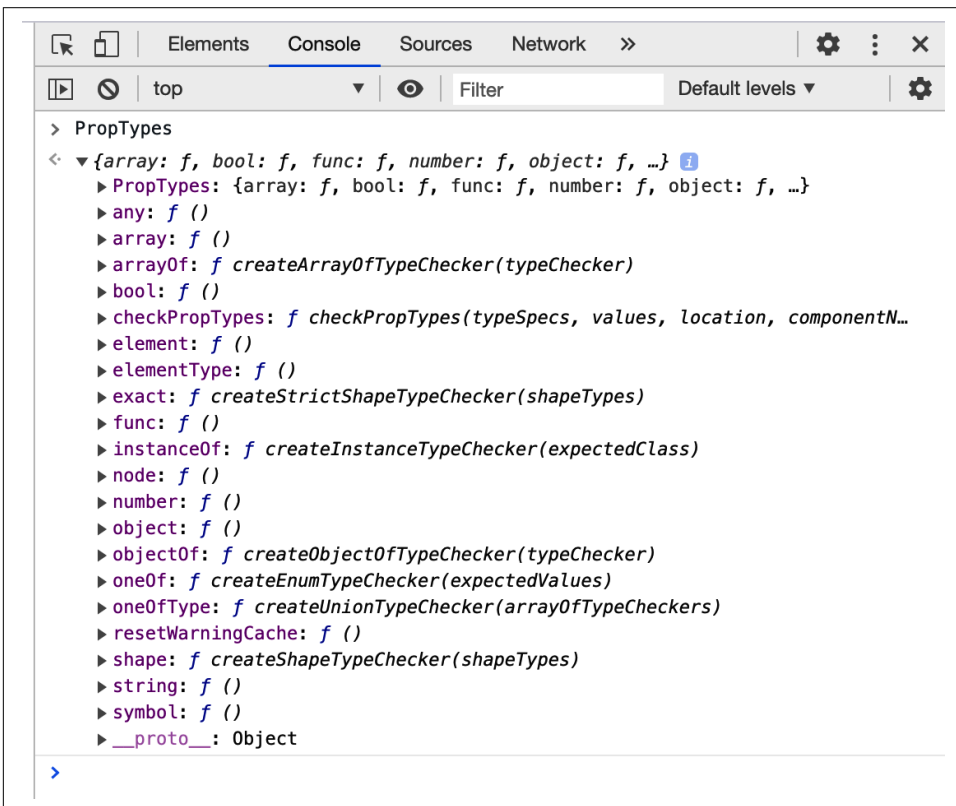 Elements Console Sources Network »
top ▼ Filter Default levels ▼
> PropTypes
▼{array: ƒ, bool: ƒ, func: ƒ, number: ƒ, object: ƒ, …} i
▶PropTypes: {array: ƒ, bool: ƒ, func: ƒ, number: ƒ, object: ƒ, …}
▶any: ƒ ()
▶array: ƒ ()
▶arrayOf: ƒ createArrayOfTypeChecker(typeChecker)
▶bool: ƒ ()
▶checkPropTypes: ƒ checkPropTypes(typeSpecs, values, location, componentN…
▶element: ƒ ()
▶elementType: ƒ ()
▶exact: ƒ createStrictShapeTypeChecker(shapeTypes)
▶func: ƒ ()
▶instanceOf: ƒ createInstanceTypeChecker(expectedClass)
▶node: ƒ ()
▶number: ƒ ()
▶object: ƒ ()
▶objectOf: ƒ createObjectOfTypeChecker(typeChecker)
▶oneOf: ƒ createEnumTypeChecker(expectedValues)
▶oneOfType: ƒ createUnionTypeChecker(arrayOfTypeCheckers)
▶resetWarningCache: ƒ ()
▶shape: ƒ createShapeTypeChecker(shapeTypes)
▶string: ƒ ()
▶symbol: ƒ ()
▶__proto__: Object
>